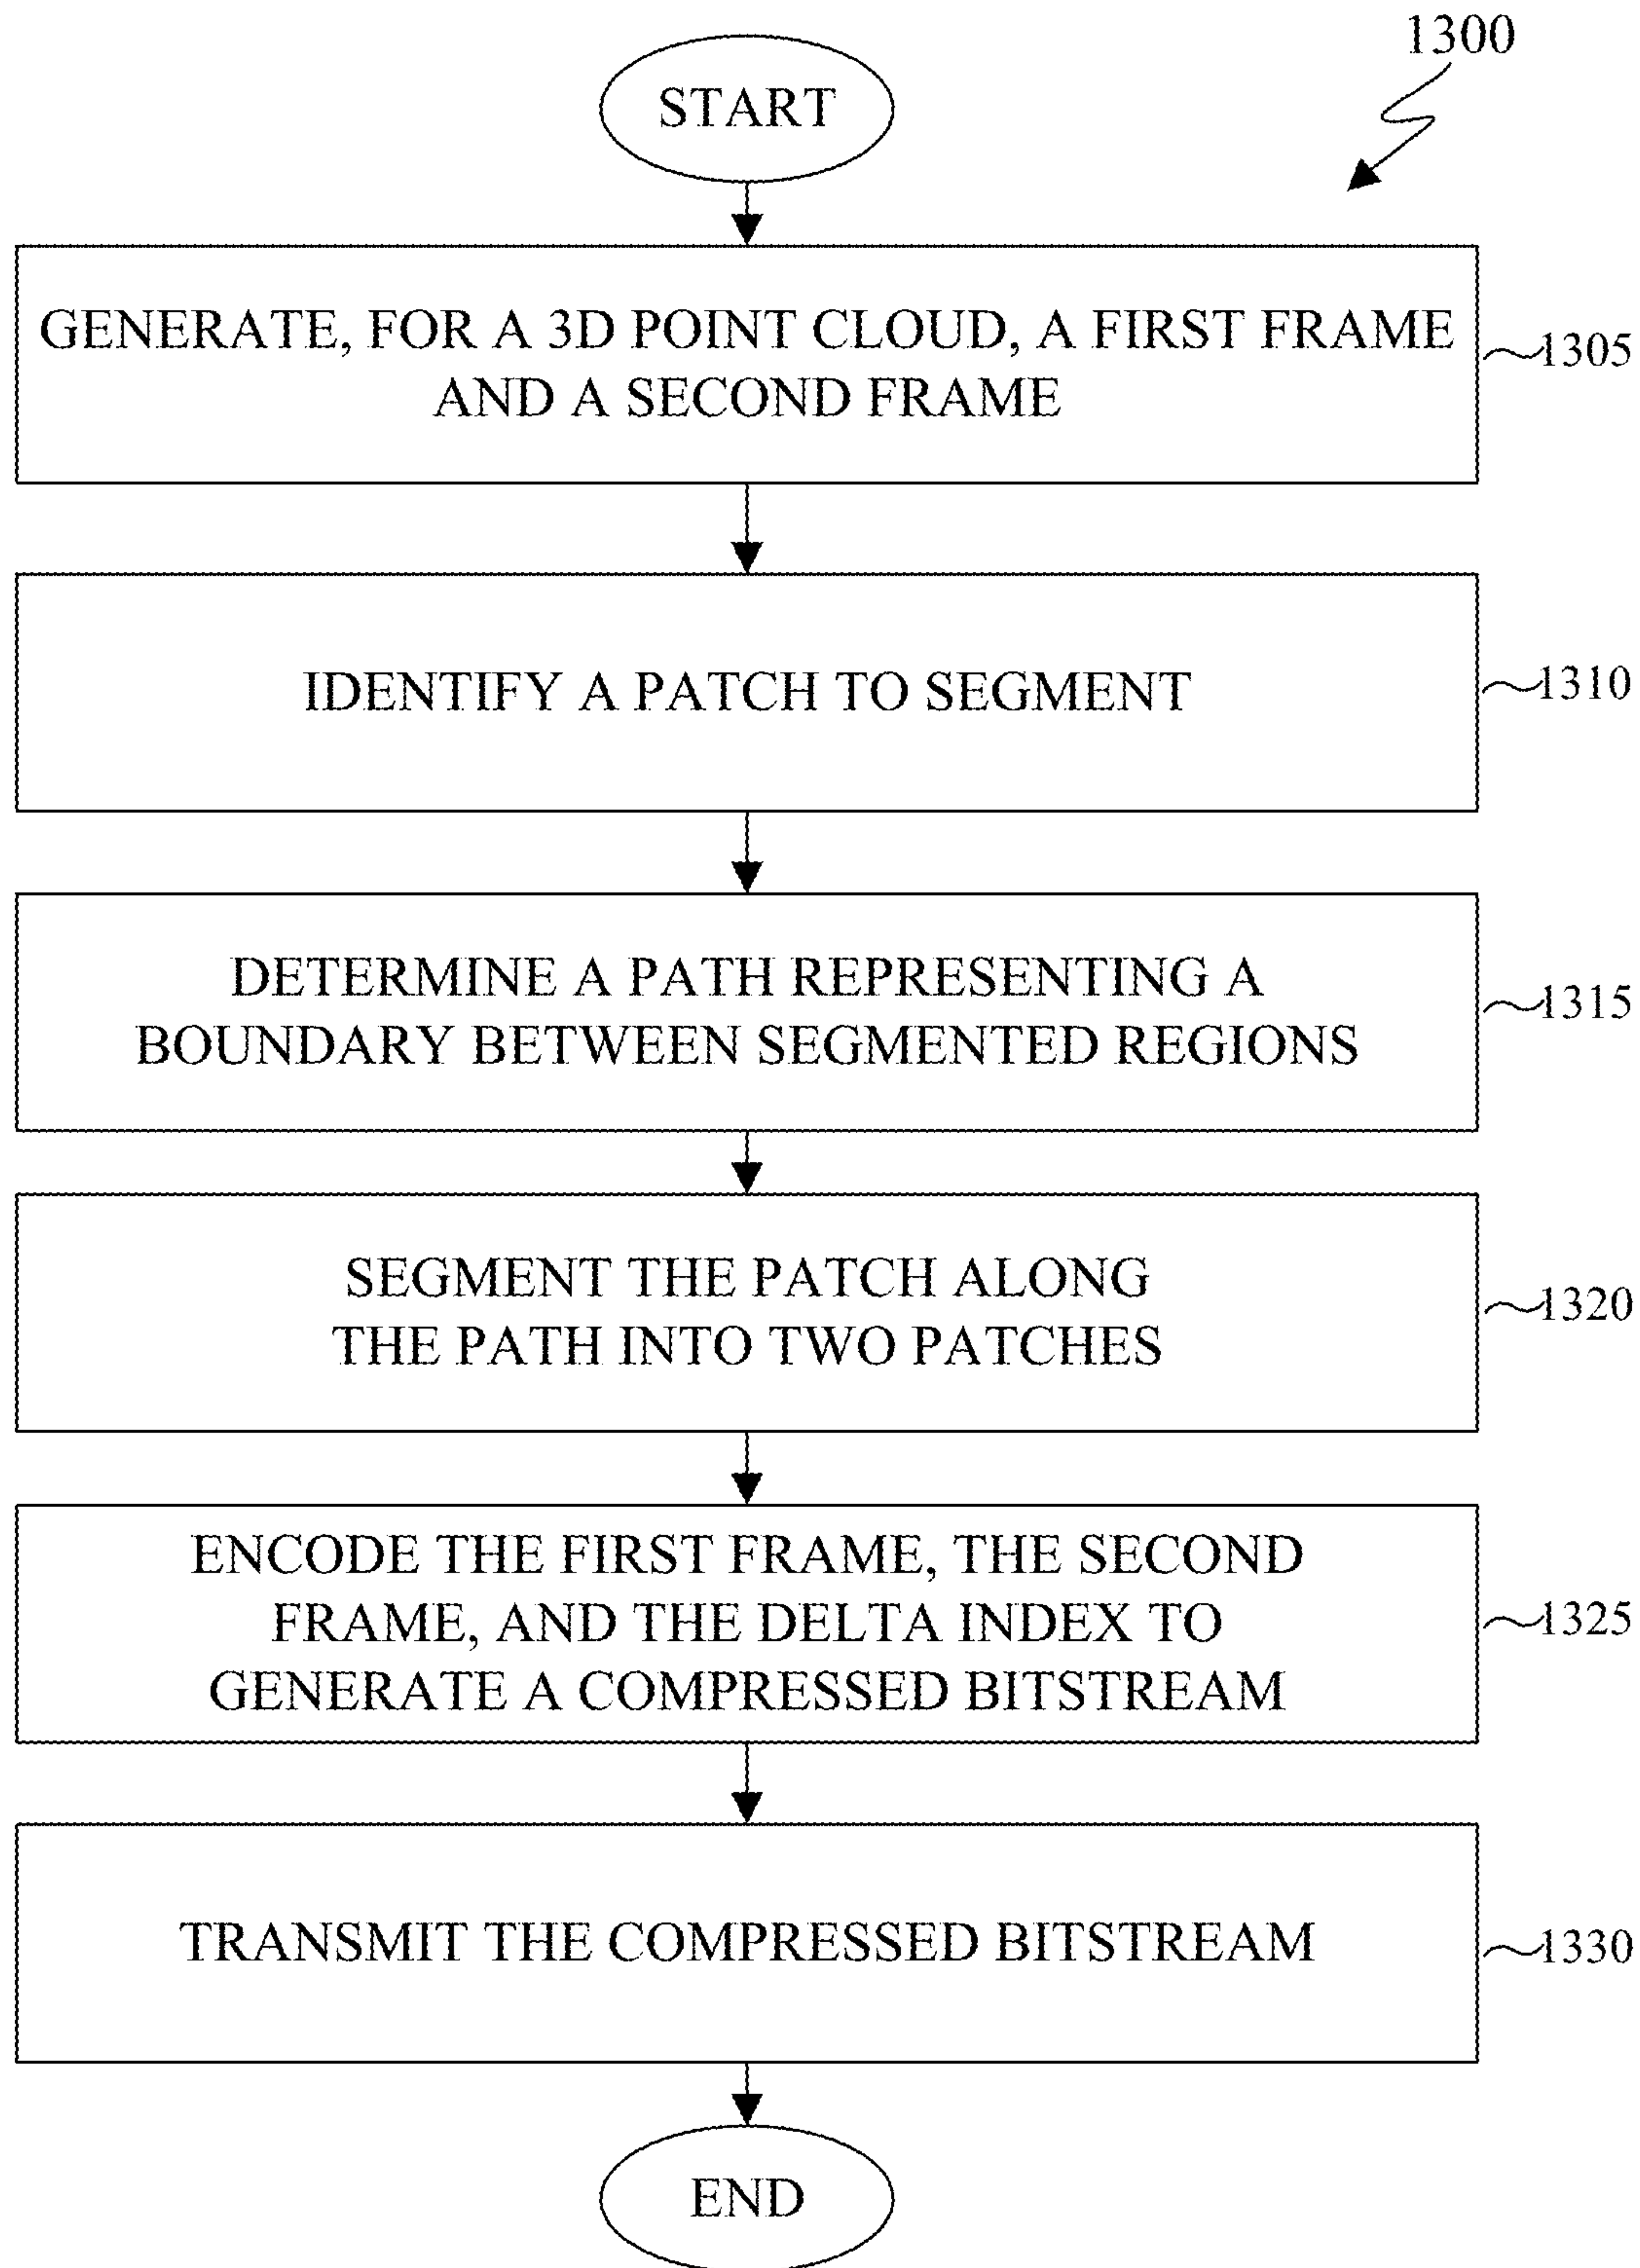 1300
START
GENERATE, FOR A 3D POINT CLOUD, A FIRST FRAME
AND A SECOND FRAME
1305
IDENTIFY A PATCH TO SEGMENT
1310
DETERMINE A PATH REPRESENTING A
BOUNDARY BETWEEN SEGMENTED REGIONS
1315
SEGMENT THE PATCH ALONG
THE PATH INTO TWO PATCHES
1320
ENCODE THE FIRST FRAME, THE SECOND
FRAME, AND THE DELTA INDEX TO
GENERATE A COMPRESSED BITSTREAM
1325
TRANSMIT THE COMPRESSED BITSTREAM
1330
END